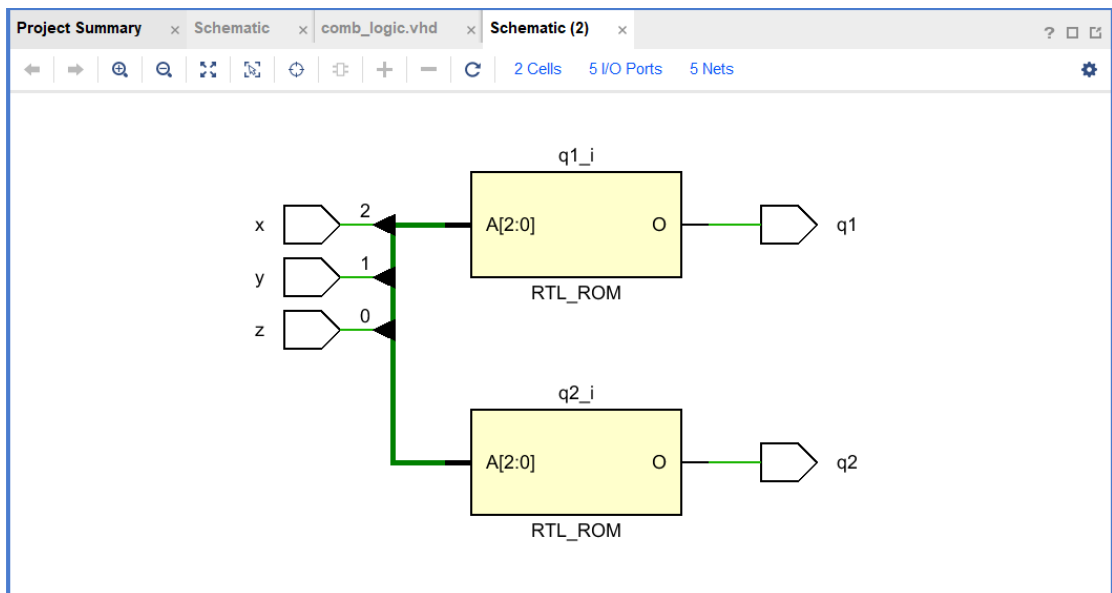 Project Summary × Schematic × comb_logic.vhd × Schematic (2) × ?
2 Cells 5 I/O Ports 5 Nets
q1_i
x 2 A[2:0] O q1
y 1
RTL_ROM
z 0
q2_i
A[2:0] O q2
RTL_ROM